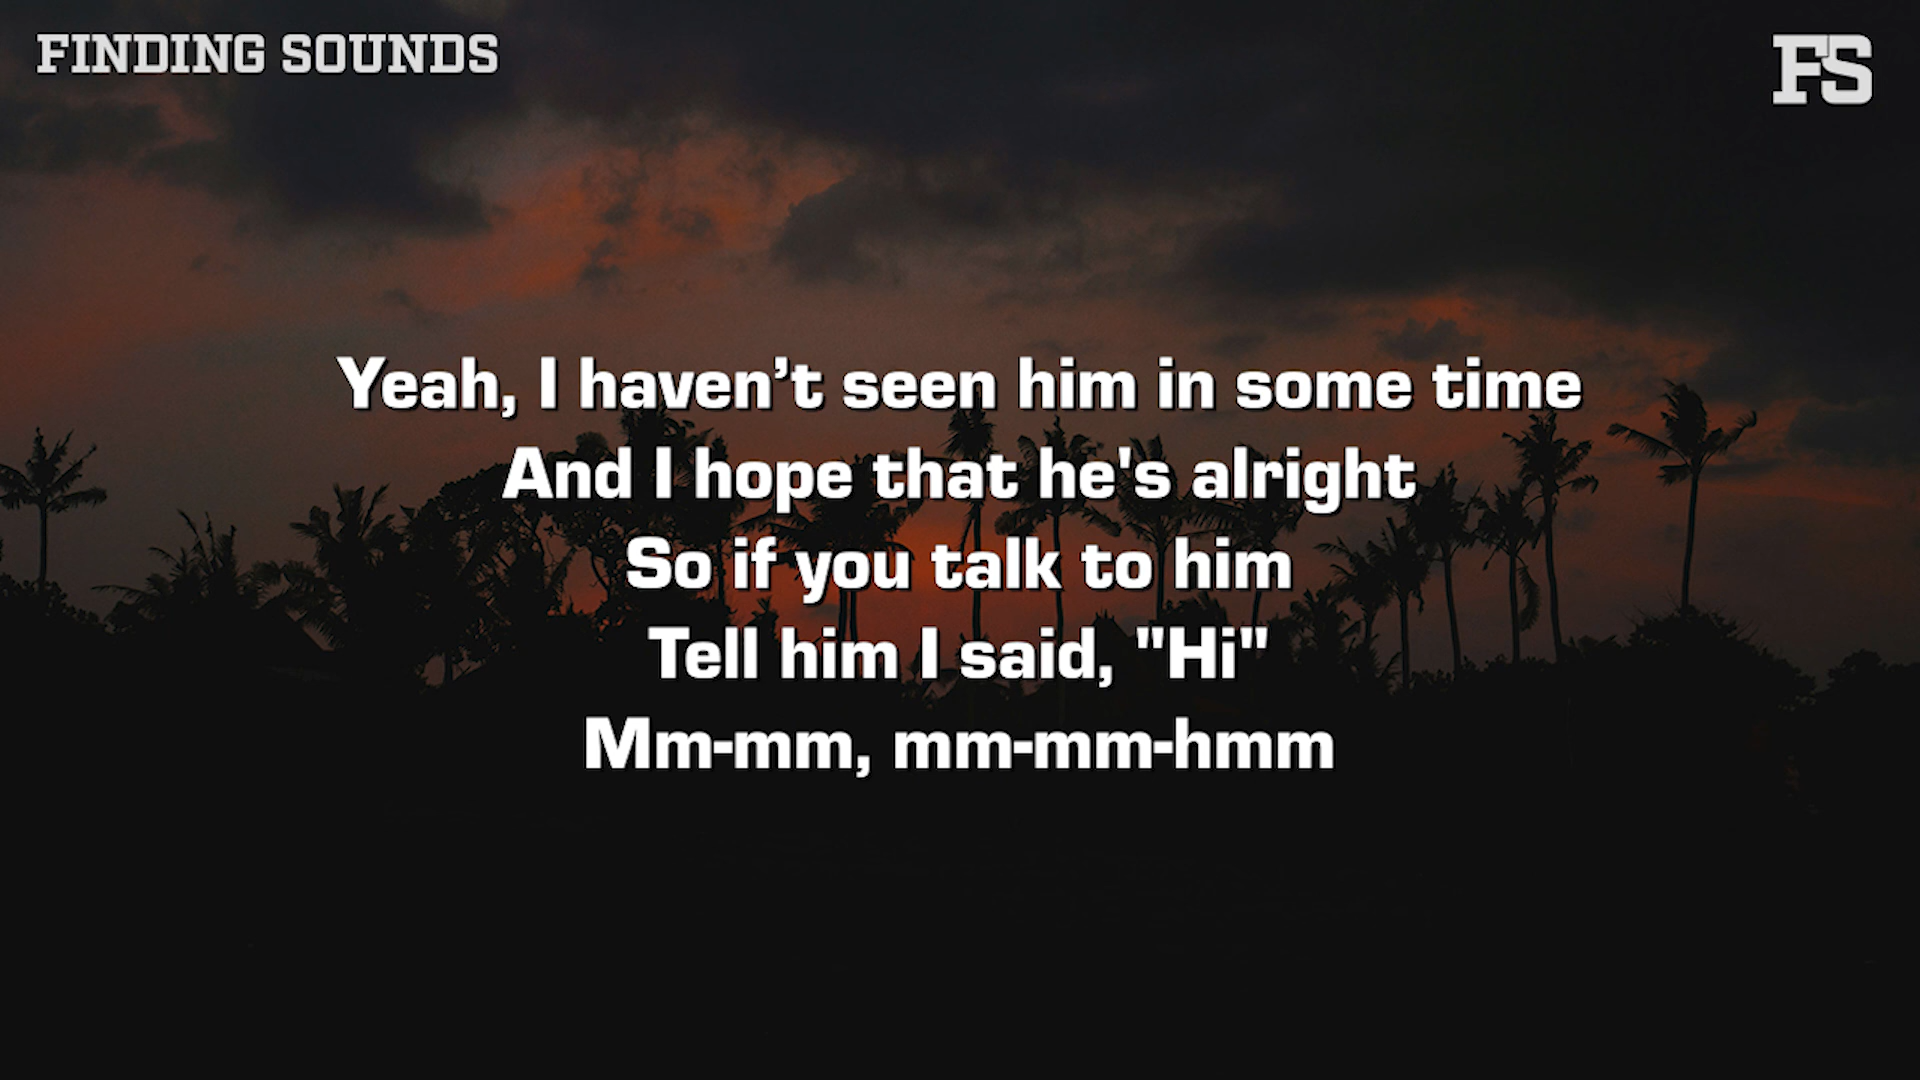 FINDING SOUNDS
FS
Yeah, I haven’t seen him in some time
And I hope that he's alright
So if you talk to him
Tell him I said, "Hi"
Mm-mm, mm-mm-hmm